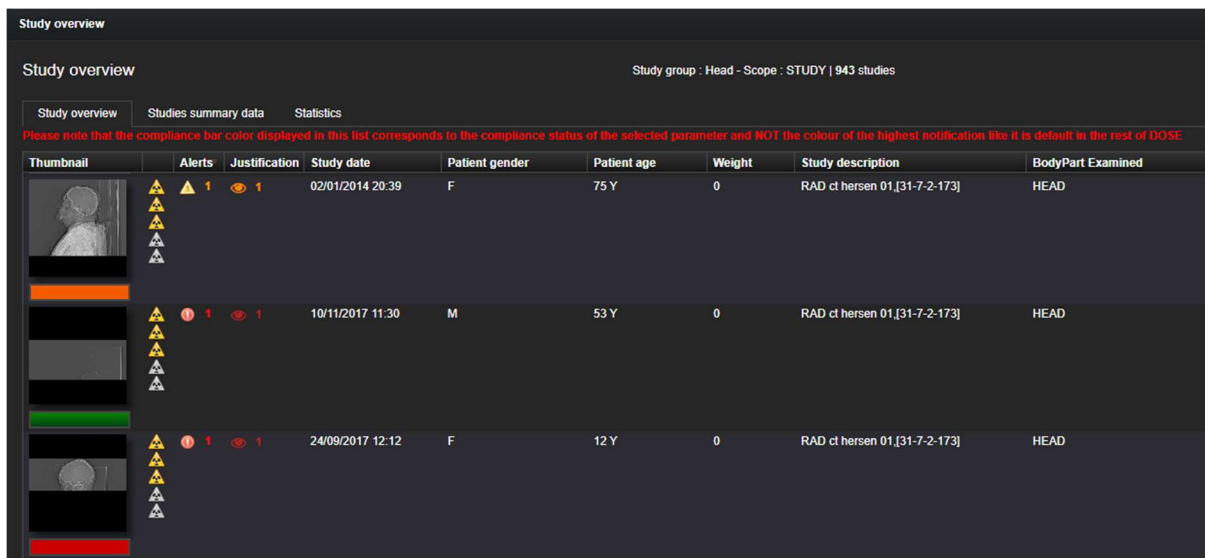 Study overview
Study overview
Study group : Head - Scope : STUDY | 943 studies
Study overview Studies summary data Statistics
Please note that the compliance bar color displayed in this list corresponds to the compliance status of the selected parameter and NOT the colour of the highest notification like it is default in the rest of DOSE
Thumbnail Alerts Justification Study date Patient gender Patient age Weight Study description BodyPart Examined
1 1 02/01/2014 20:39 F 75 Y 0 RAD ct hersen 01,[31-7-2-173] HEAD
1 1 10/11/2017 11:30 M 53 Y 0 RAD ct hersen 01,[31-7-2-173] HEAD
1 1 24/09/2017 12:12 F 12 Y 0 RAD ct hersen 01,[31-7-2-173] HEAD